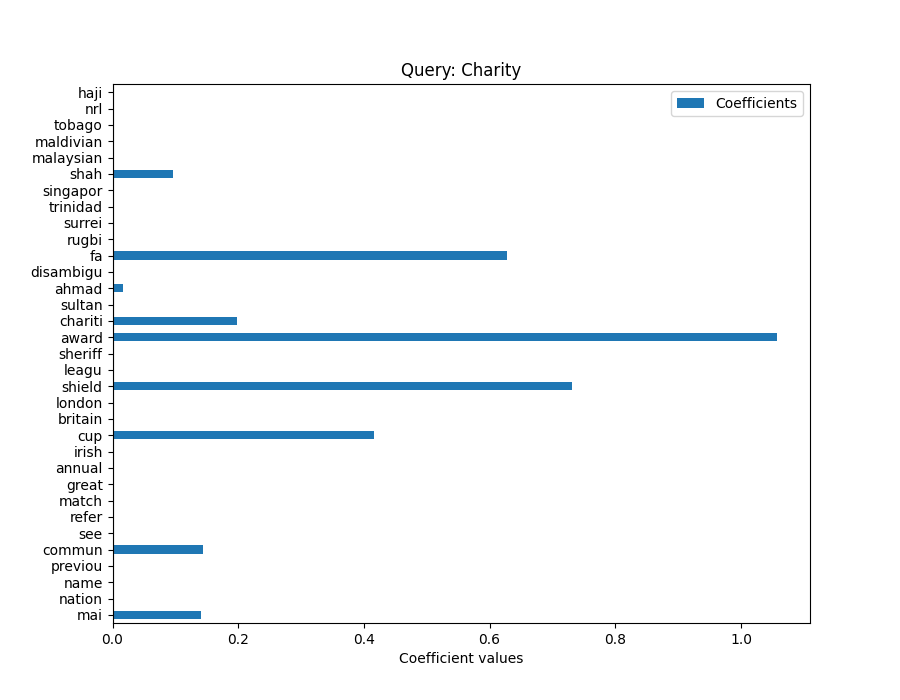 Query: Charity
Coefficients
haji
nrl
tobago
maldivian
malaysian
shah
singapor
trinidad
surrei
rugbi
fa
disambigu
ahmad
sultan
chariti
award
sheriff
leagu
shield
london
britain
cup
irish
annual
great
match
refer
see
commun
previou
name
nation
mai
0.0 0.2 0.4 0.6 0.8 1.0
Coefficient values